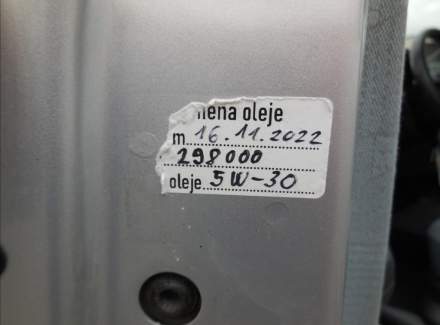 ěna oleje
m 16.11.2022
298000
oleje 5W-30